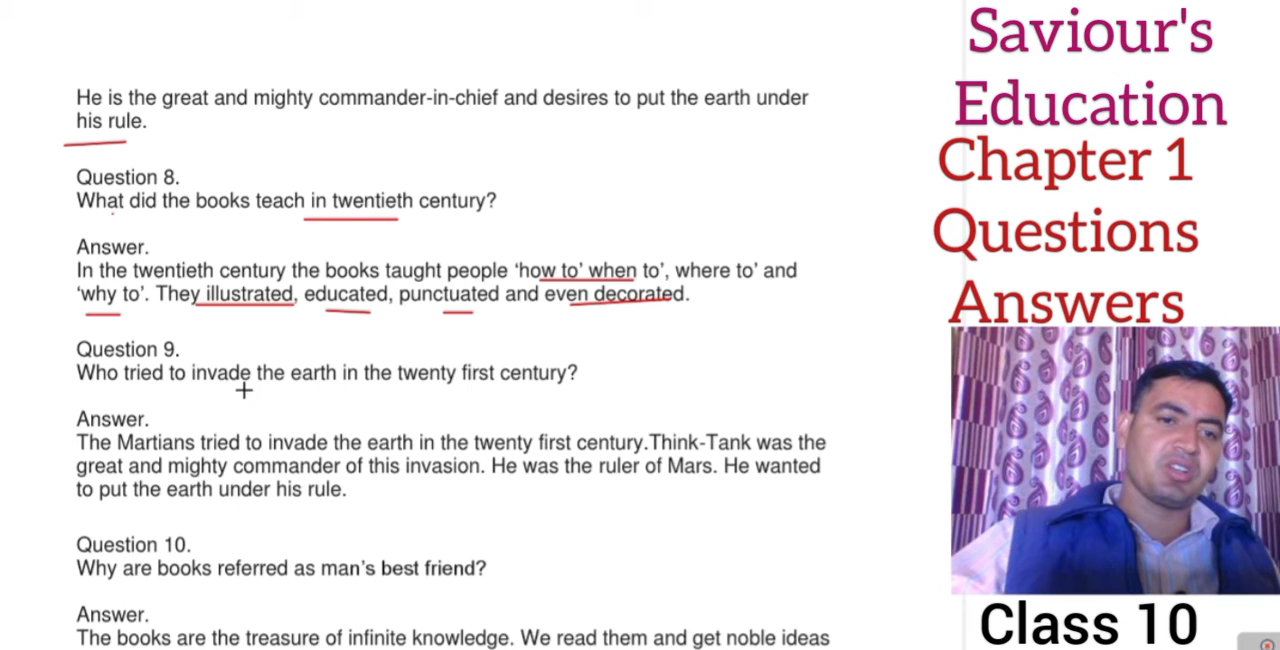 He is the great and mighty commander-in-chief and desires to put the earth under
his rule.
Question 8.
What did the books teach in twentieth century?
Answer.
In the twentieth century the books taught people ‘how to’ when to’, where to’ and
‘why to’. They illustrated, educated, punctuated and even decorated.
Question 9.
Who tried to invade the earth in the twenty first century?
Answer.
The Martians tried to invade the earth in the twenty first century.Think-Tank was the
great and mighty commander of this invasion. He was the ruler of Mars. He wanted
to put the earth under his rule.
Question 10.
Why are books referred as man’s best friend?
Answer.
The books are the treasure of infinite knowledge. We read them and get noble ideas
Saviour's
Education
Chapter 1
Questions
Answers
Class 10